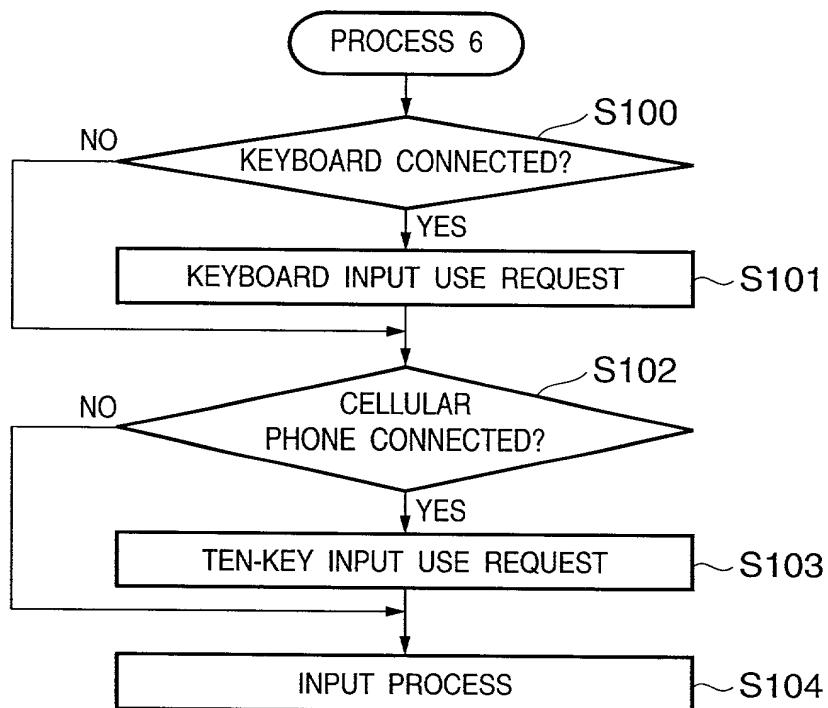 PROCESS 6
S100
NO
KEYBOARD CONNECTED?
YES
KEYBOARD INPUT USE REQUEST
S101
S102
NO
CELLULAR
PHONE CONNECTED?
YES
TEN-KEY INPUT USE REQUEST
S103
INPUT PROCESS
S104